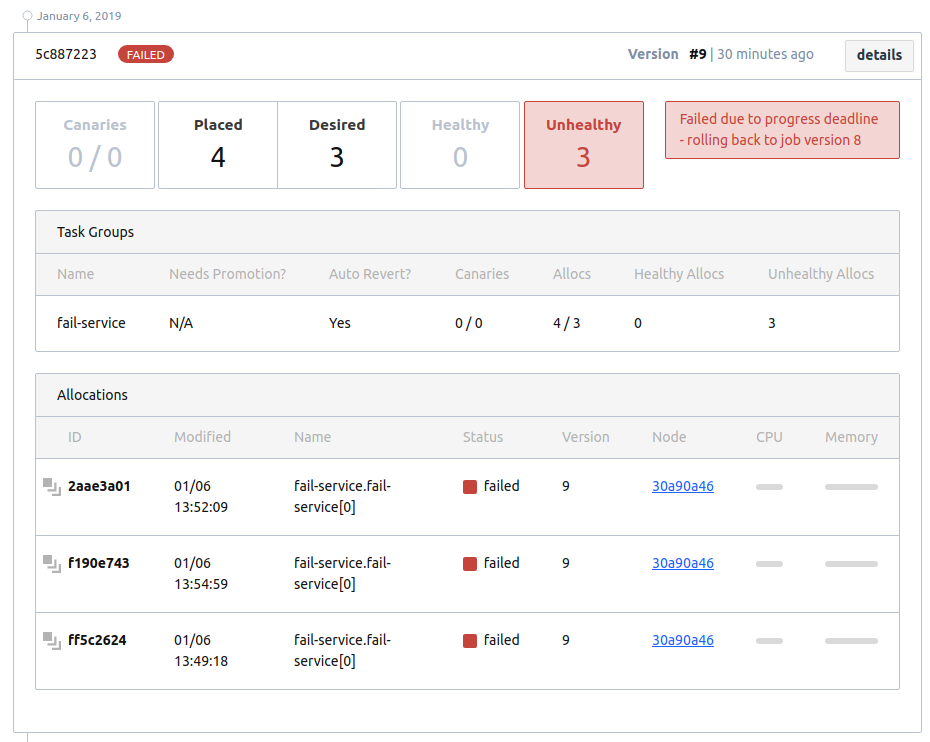 January 6, 2019
5c887223 FAILED Version #9 | 30 minutes ago details
Canaries Placed Desired Healthy Unhealthy
0 / 0 4 3 0 3
Failed due to progress deadline
- rolling back to job version 8
Task Groups
Name Needs Promotion? Auto Revert? Canaries Allocs Healthy Allocs Unhealthy Allocs
fail-service N/A Yes 0 / 0 4 / 3 0 3
Allocations
ID Modified Name Status Version Node CPU Memory
2aae3a01 01/06 fail-service.fail- failed 9 30a90a46
13:52:09 service[0]
f190e743 01/06 fail-service.fail- failed 9 30a90a46
13:54:59 service[0]
ff5c2624 01/06 fail-service.fail- failed 9 30a90a46
13:49:18 service[0]